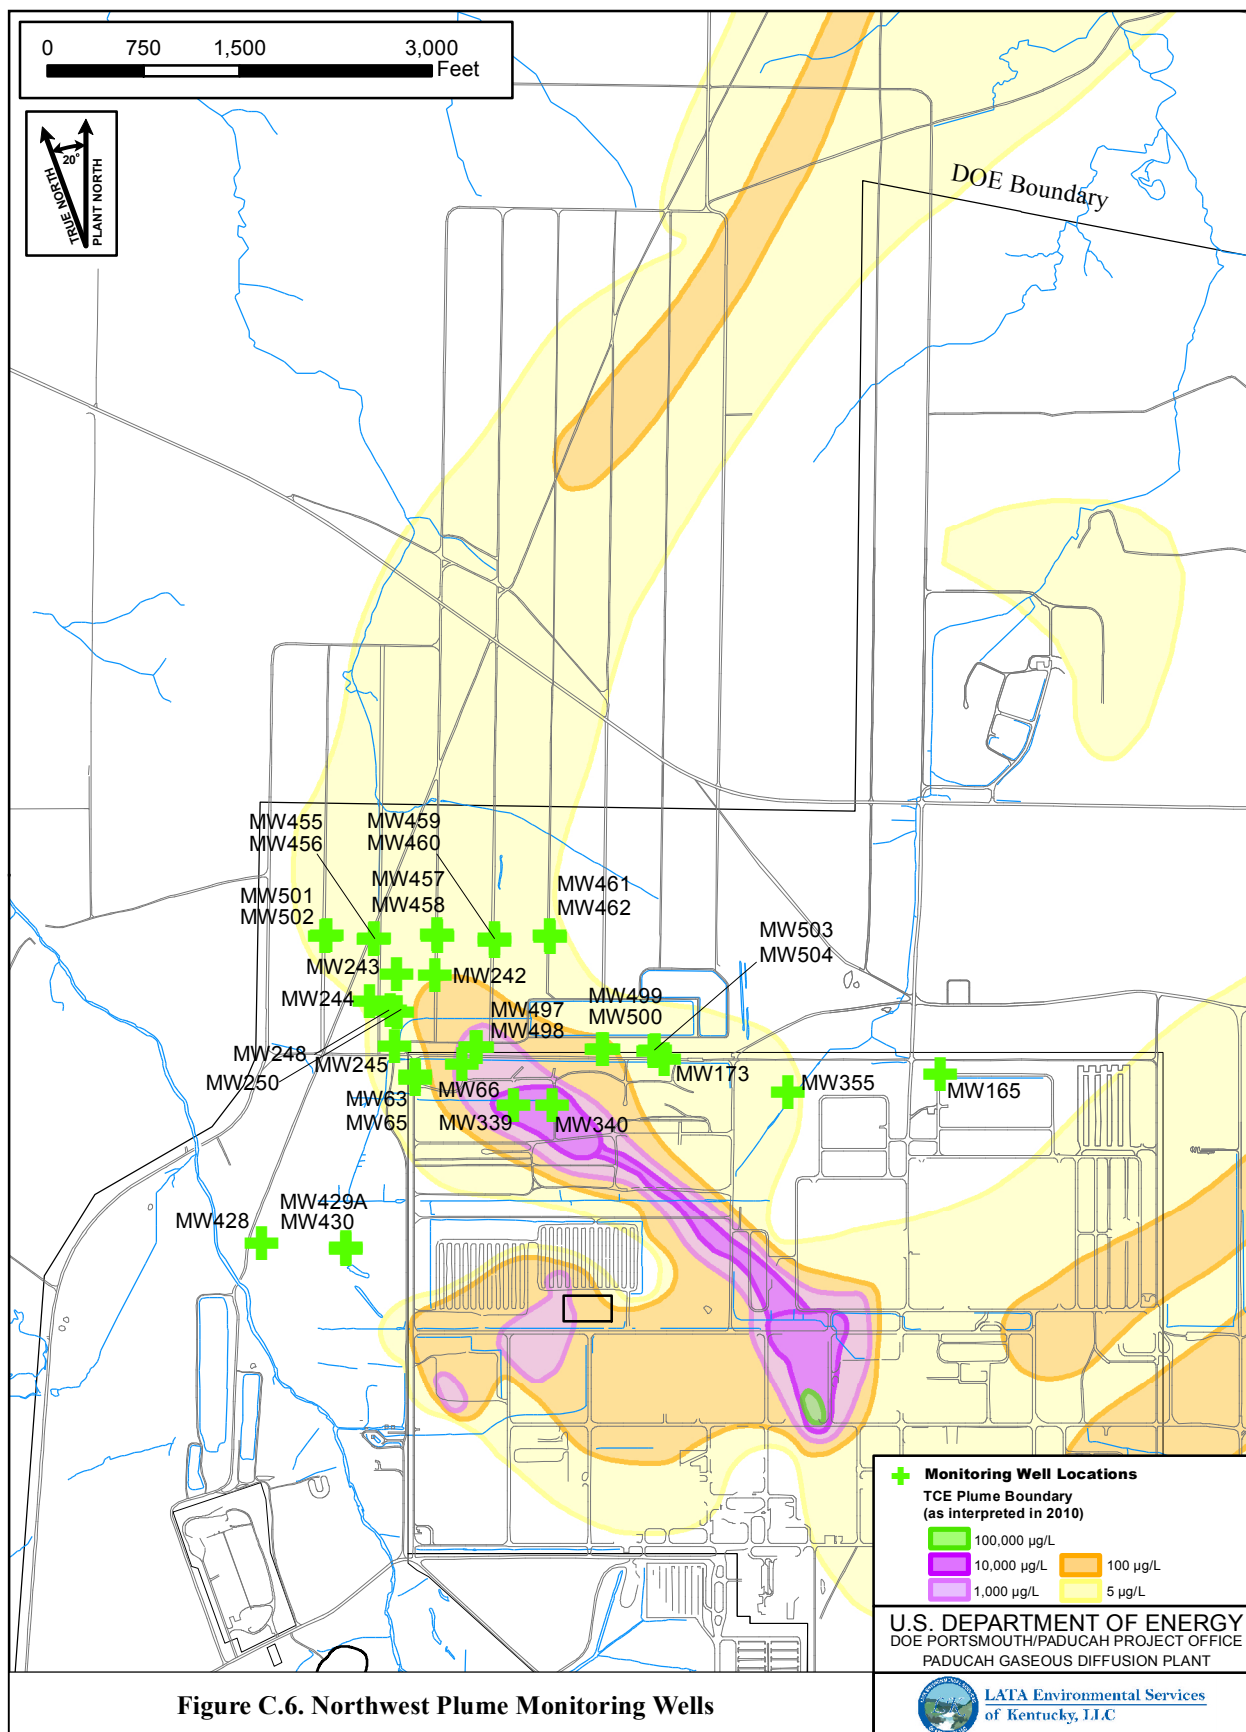 0 750 1,500 3,000
Feet
20°
TRUE NORTH
PLANT NORTH
DOE Boundary
MW455
MW456
MW459
MW460
MW457
MW458
MW461
MW462
MW501
MW502
MW503
MW504
MW243
MW242
MW244
MW499
MW500
MW497
MW498
MW248
MW245
MW250
MW173
MW66
MW355
MW165
MW63
MW65
MW339
MW340
MW429A
MW430
MW428
Monitoring Well Locations
TCE Plume Boundary
(as interpreted in 2010)
100,000 µg/L
10,000 µg/L
100 µg/L
1,000 µg/L
5 µg/L
U.S. DEPARTMENT OF ENERGY
DOE PORTSMOUTH/PADUCAH PROJECT OFFICE
PADUCAH GASEOUS DIFFUSION PLANT
Figure C.6. Northwest Plume Monitoring Wells
LATA Environmental Services
of Kentucky, LLC